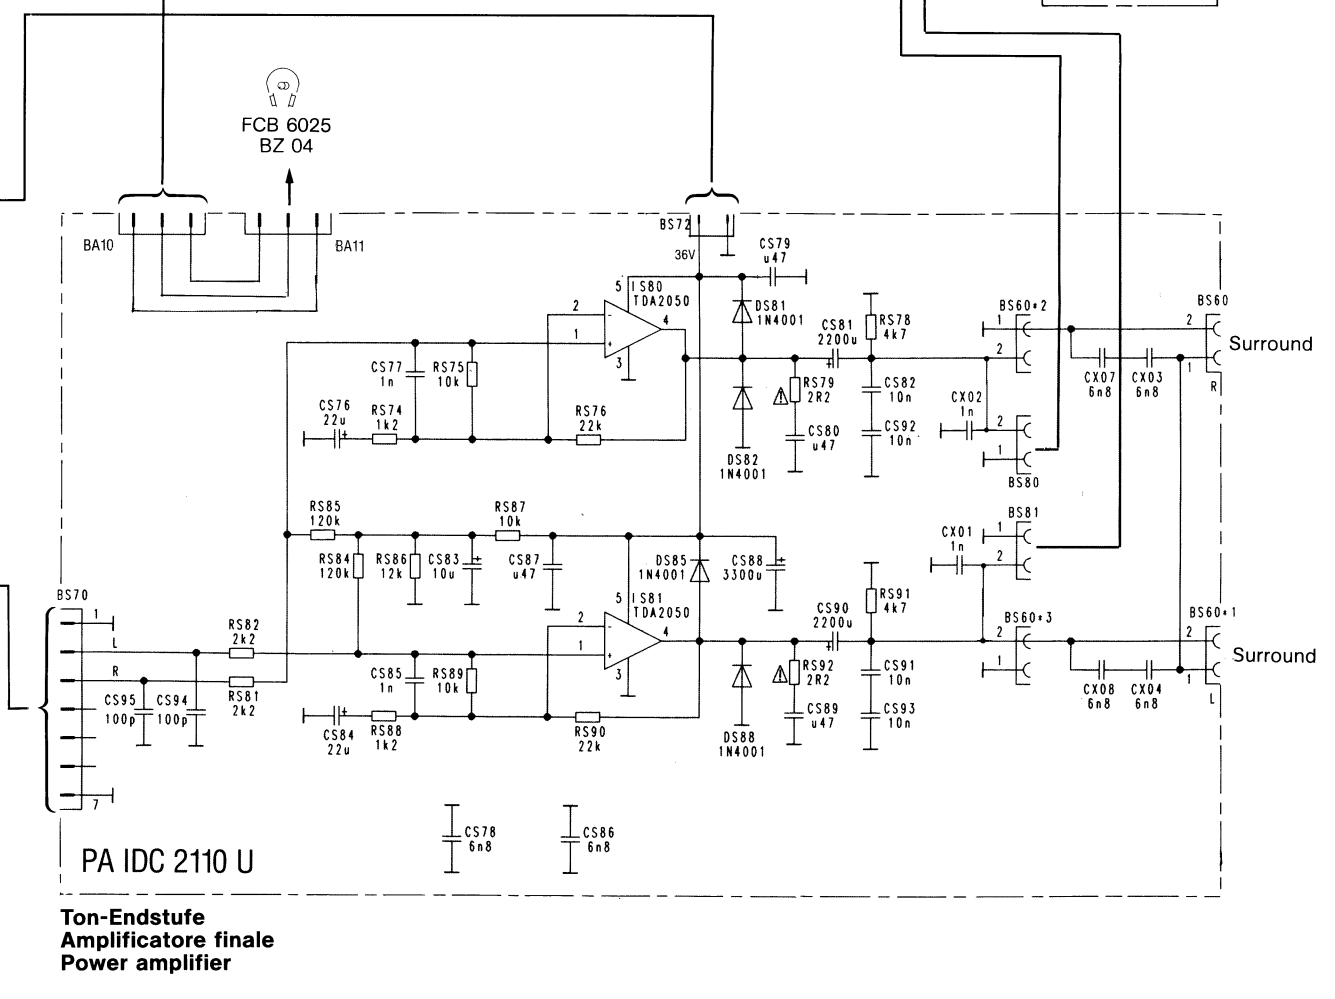 FCB 6025
BZ 04
BA10
BA11
BS72
36V
CS79
u47
5
IS80
TDA2050
2
1
4
3
DS81
1N4001
CS81
2200u
+
RS78
4k7
BS60*2
1
2
BS60
2
1
R
Surround
CS77
1n
RS75
10k
CS76
22u
+
RS74
1k2
RS76
22k
RS79
2R2
CS80
u47
CS82
10n
CS92
10n
CX02
1n
CX07
6n8
CX03
6n8
DS82
1N4001
2
1
BS80
RS85
120k
RS87
10k
RS84
120k
RS86
12k
CS83
10u
+
CS87
u47
DS85
1N4001
CS88
3300u
+
CX01
1n
BS81
1
2
BS70
1
L
R
7
RS82
2k2
RS81
2k2
CS95
100p
CS94
100p
5
IS81
TDA2050
2
1
4
3
CS85
1n
RS89
10k
CS84
22u
+
RS88
1k2
RS90
22k
CS90
2200u
+
RS91
4k7
RS92
2R2
CS89
u47
CS91
10n
CS93
10n
DS88
1N4001
BS60*3
2
1
BS60*1
2
1
L
Surround
CX08
6n8
CX04
6n8
CS78
6n8
CS86
6n8
PA IDC 2110 U
Ton-Endstufe
Amplificatore finale
Power amplifier